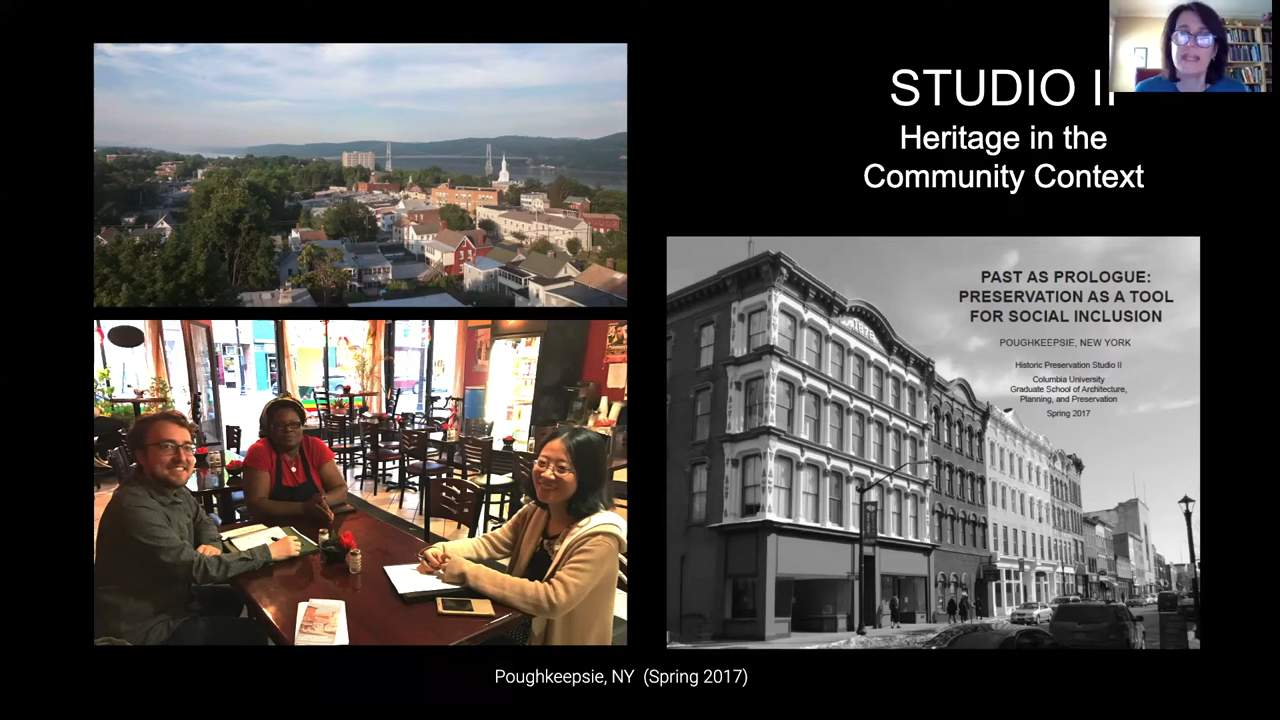 STUDIO II
Heritage in the
Community Context
PAST AS PROLOGUE:
PRESERVATION AS A TOOL
FOR SOCIAL INCLUSION
POUGHKEEPSIE, NEW YORK
Historic Preservation Studio II
Columbia University
Graduate School of Architecture,
Planning, and Preservation
Spring 2017
1876
Poughkeepsie, NY (Spring 2017)